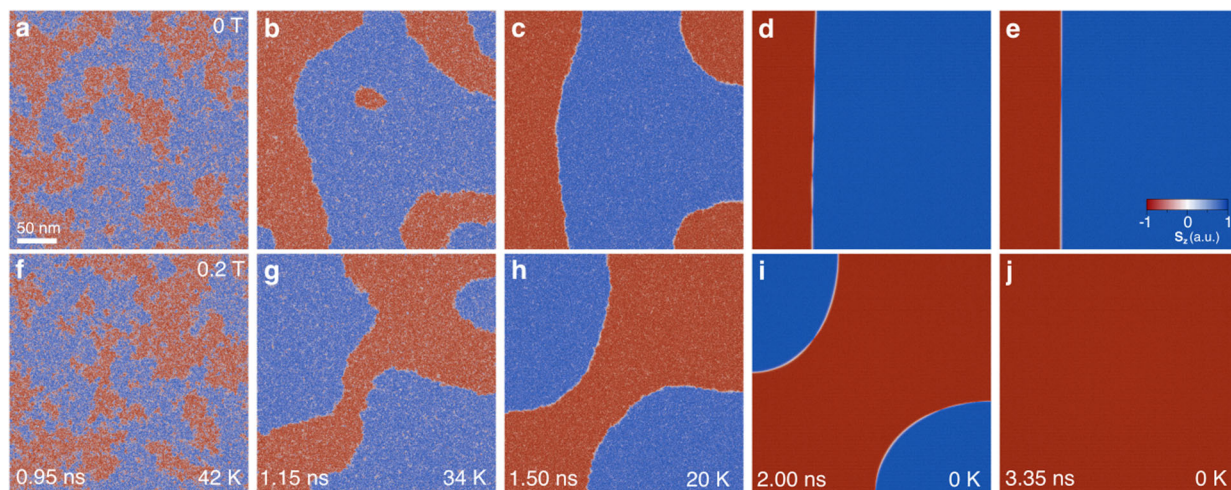 a 0 T
b
c
d
e
50 nm
-1 0 1
Sz (a.u.)
f 0.2 T
g
h
i
j
0.95 ns 42 K
1.15 ns 34 K
1.50 ns 20 K
2.00 ns 0 K
3.35 ns 0 K